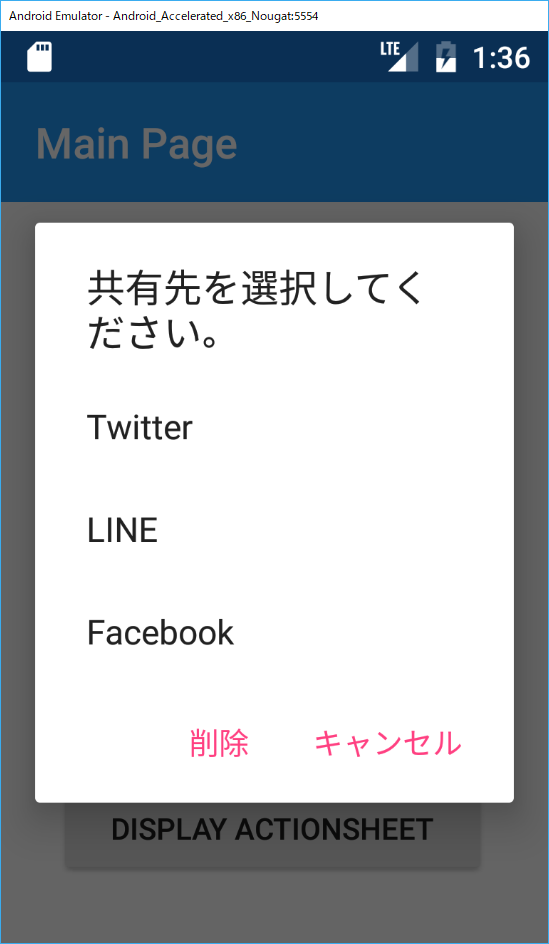 Android Emulator - Android_Accelerated_x86_Nougat:5554
LTE
1:36
Main Page
共有先を選択してく
ださい。
Twitter
LINE
Facebook
削除 キャンセル
DISPLAY ACTIONSHEET